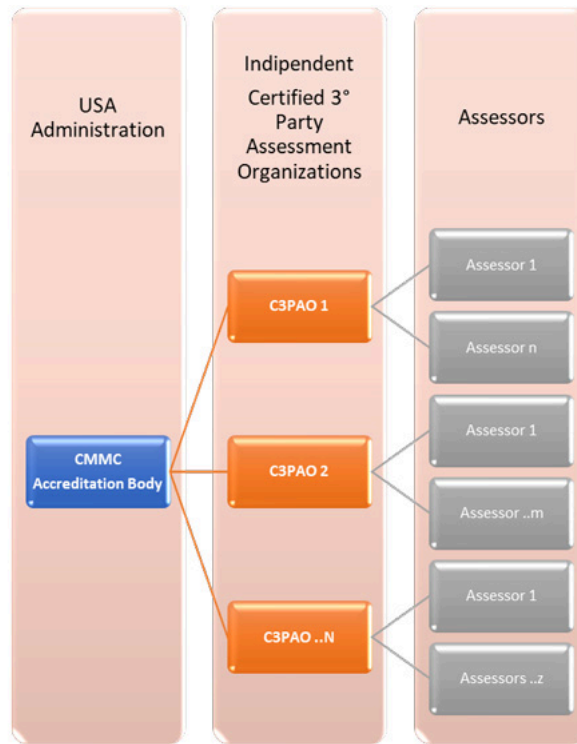 USA
Administration
Indipendent
Certified 3°
Party
Assessment
Organizations
Assessors
CMMC
Accreditation Body
C3PAO 1
C3PAO 2
C3PAO ..N
Assessor 1
Assessor n
Assessor 1
Assessor ..m
Assessor 1
Assessors ..z